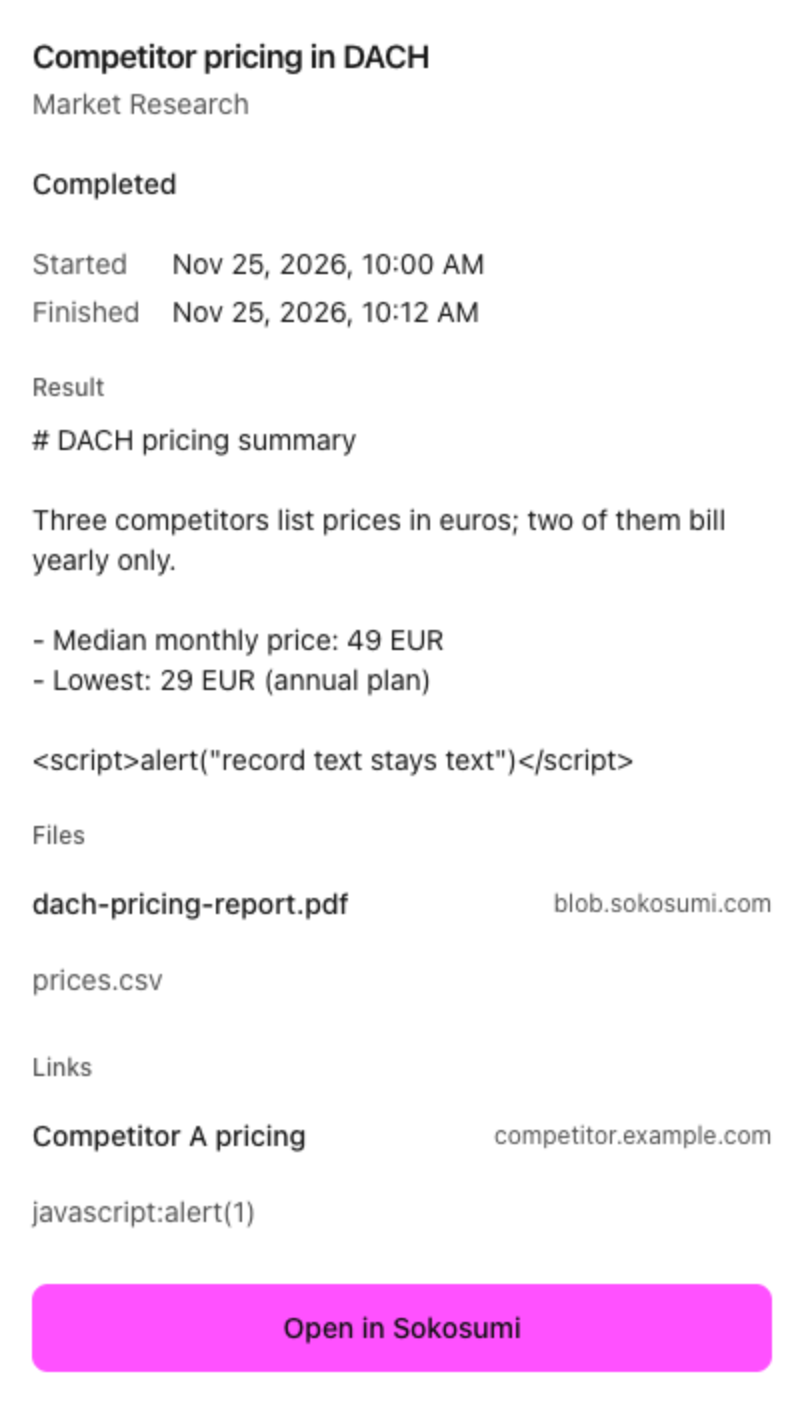 Competitor pricing in DACH
Market Research
Completed
Started Nov 25, 2026, 10:00 AM
Finished Nov 25, 2026, 10:12 AM
Result
# DACH pricing summary
Three competitors list prices in euros; two of them bill
yearly only.
- Median monthly price: 49 EUR
- Lowest: 29 EUR (annual plan)
<script>alert("record text stays text")</script>
Files
dach-pricing-report.pdf blob.sokosumi.com
prices.csv
Links
Competitor A pricing competitor.example.com
javascript:alert(1)
Open in Sokosumi